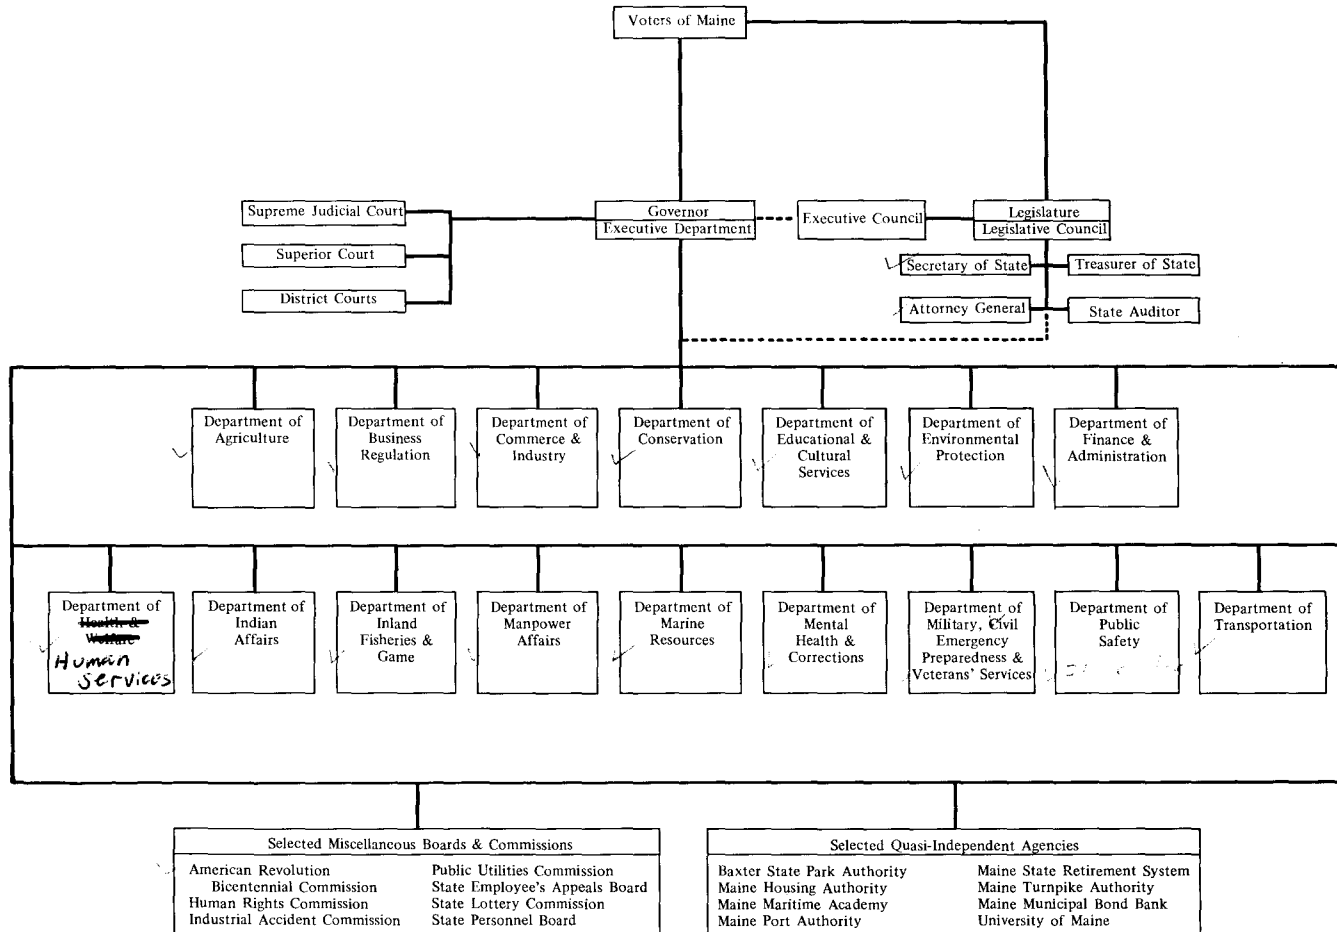 Voters of Maine
Supreme Judicial Court
Superior Court
District Courts
Governor
Executive Department
Executive Council
Legislature
Legislative Council
Secretary of State
Treasurer of State
Attorney General
State Auditor
Department of
Agriculture
Department of
Business
Regulation
Department of
Commerce &
Industry
Department of
Conservation
Department of
Educational &
Cultural
Services
Department of
Environmental
Protection
Department of
Finance &
Administration
Department of
Health &
Welfare
Human
Services
Department of
Indian
Affairs
Department of
Inland
Fisheries &
Game
Department of
Manpower
Affairs
Department of
Marine
Resources
Department of
Mental
Health &
Corrections
Department of
Military, Civil
Emergency
Preparedness &
Veterans' Services
Department of
Public
Safety
Department of
Transportation
Selected Miscellaneous Boards & Commissions
American Revolution
Bicentennial Commission
Human Rights Commission
Industrial Accident Commission
Public Utilities Commission
State Employee's Appeals Board
State Lottery Commission
State Personnel Board
Selected Quasi-Independent Agencies
Baxter State Park Authority
Maine Housing Authority
Maine Maritime Academy
Maine Port Authority
Maine State Retirement System
Maine Turnpike Authority
Maine Municipal Bond Bank
University of Maine